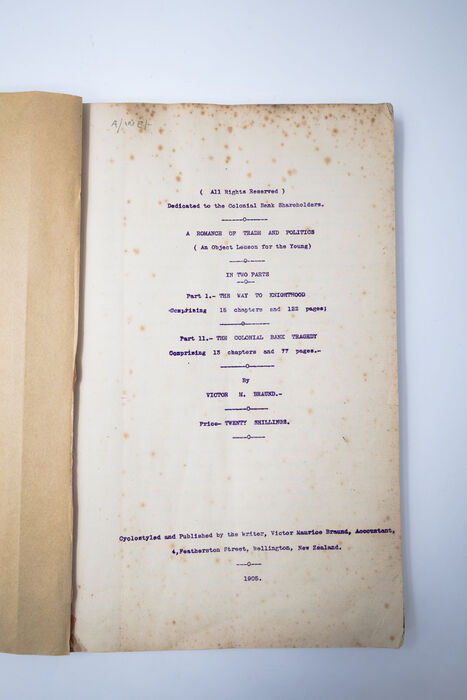 ( All Rights Reserved )
Dedicated to the Colonial Bank Shareholders.
-------O-------
A ROMANCE OF TRADE AND POLITICS
( An Object Lesson for the Young)
-----O-----
IN TWO PARTS
--O--
Part 1.- THE WAY TO KNIGHTHOOD
Comprising 15 chapters and 122 pages;
-------O-------
Part 11.- THE COLONIAL BANK TRAGEDY
Comprising 13 chapters and 77 pages.-
-------O-------
By
VICTOR M. BRAUND.-
------O------
Price- TWENTY SHILLINGS.
-----O-----
Cyclostyled and Published by the Writer, Victor Maurice Braund, Accountant,
4,Featherston Street, Wellington, New Zealand.
---O---
1905.